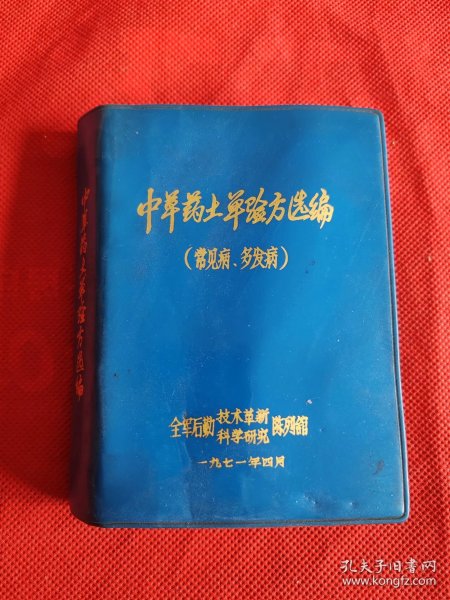 中草药土单验方选编
(常见病、多发病)
全军后勤技术革新科学研究陈列馆
一九七一年四月
中草药土单验方选编
孔夫子旧书网
www.kongfz.com